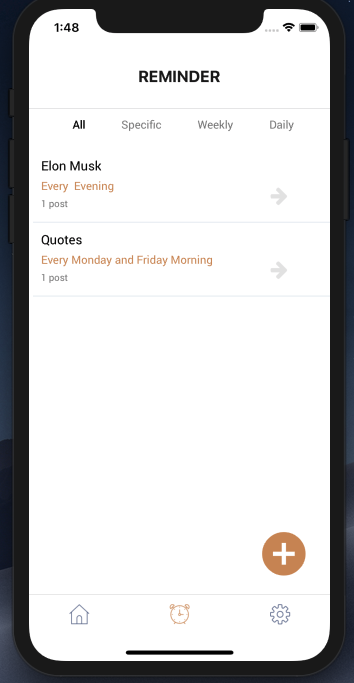 1:48
REMINDER
All Specific Weekly Daily
Elon Musk
Every  Evening
1 post
Quotes
Every Monday and Friday Morning
1 post